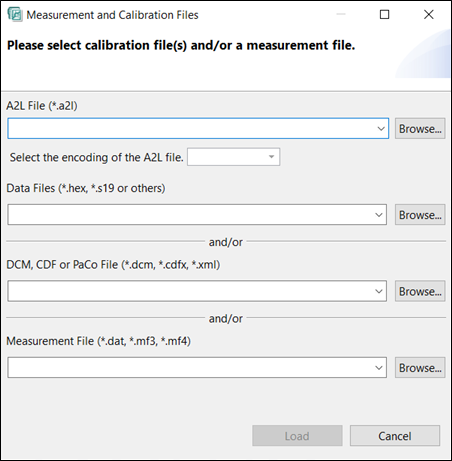 Measurement and Calibration Files
Please select calibration file(s) and/or a measurement file.
A2L File (*.a2l)
Browse...
Select the encoding of the A2L file.
Data Files (*.hex, *.s19 or others)
Browse...
and/or
DCM, CDF or PaCo File (*.dcm, *.cdfx, *.xml)
Browse...
and/or
Measurement File (*.dat, *.mf3, *.mf4)
Browse...
Load Cancel